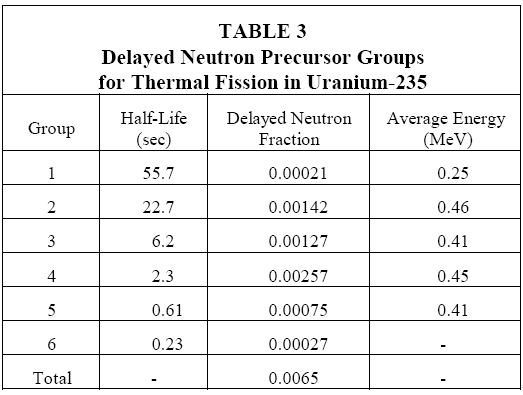 TABLE 3
Delayed Neutron Precursor Groups
for Thermal Fission in Uranium-235
Group Half-Life (sec) Delayed Neutron Fraction Average Energy (MeV)
1 55.7 0.00021 0.25
2 22.7 0.00142 0.46
3 6.2 0.00127 0.41
4 2.3 0.00257 0.45
5 0.61 0.00075 0.41
6 0.23 0.00027 -
Total - 0.0065 -